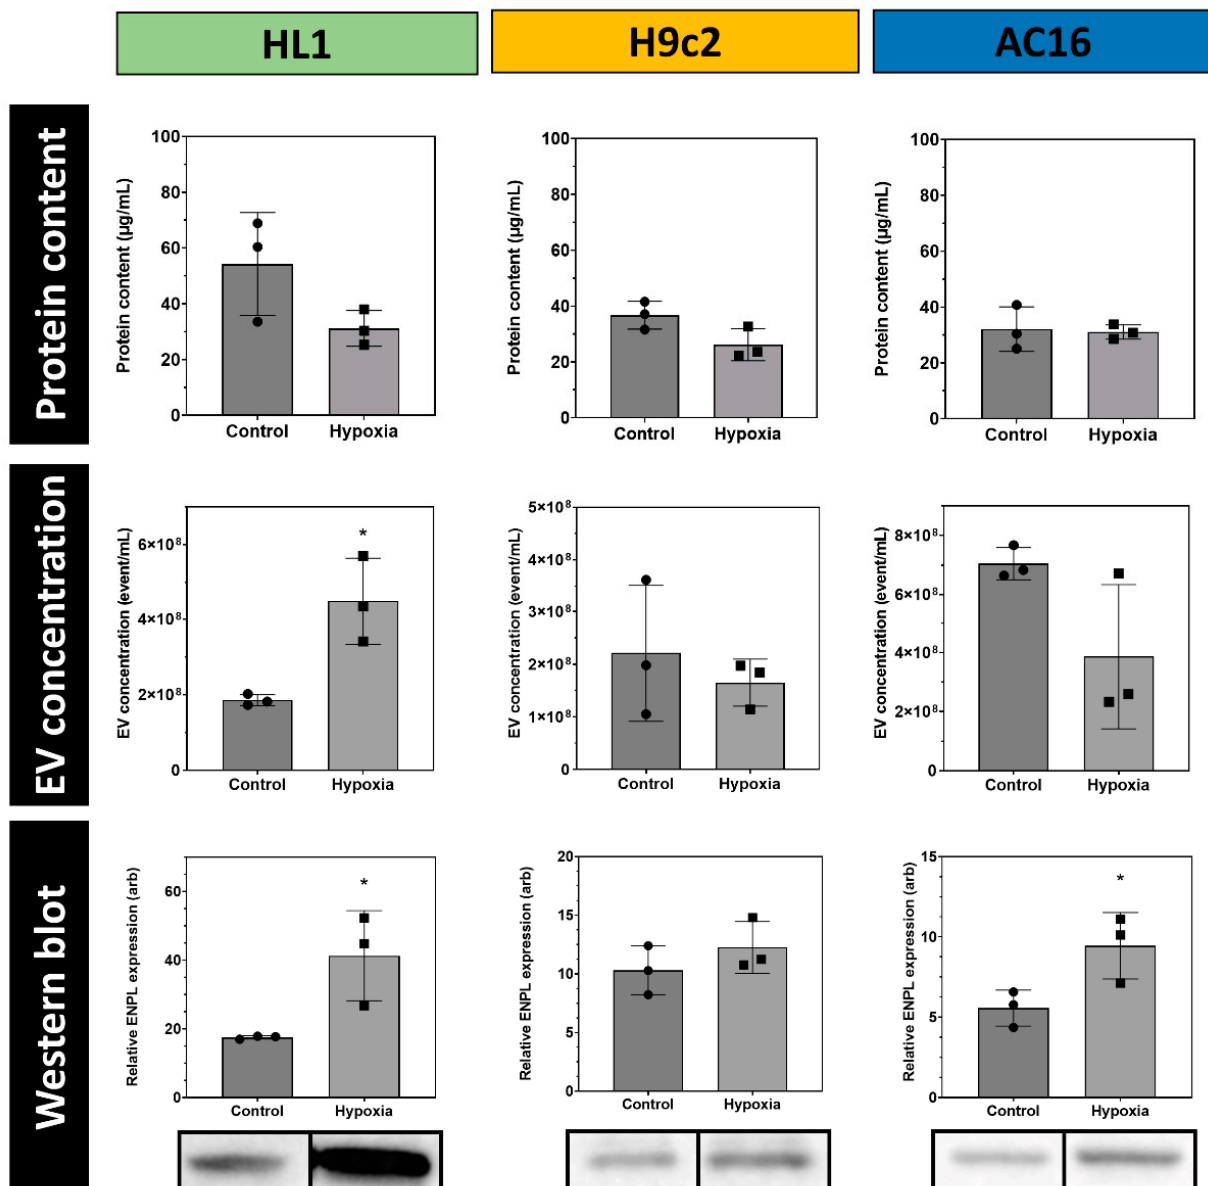 HL1
H9c2
AC16
Protein content
Protein content (µg/mL)
100
80
60
40
20
0
Control
Hypoxia
Protein content (µg/mL)
100
80
60
40
20
0
Control
Hypoxia
Protein content (µg/mL)
100
80
60
40
20
0
Control
Hypoxia
EV concentration
EV concentration (event/mL)
6×10⁸
4×10⁸
2×10⁸
0
*
Control
Hypoxia
EV concentration (event/mL)
5×10⁸
4×10⁸
3×10⁸
2×10⁸
1×10⁸
0
Control
Hypoxia
EV concentration (event/mL)
8×10⁸
6×10⁸
4×10⁸
2×10⁸
0
Control
Hypoxia
Western blot
Relative ENPL expression (arb)
60
40
20
0
*
Control
Hypoxia
Relative ENPL expression (arb)
20
15
10
5
0
Control
Hypoxia
Relative ENPL expression (arb)
15
10
5
0
*
Control
Hypoxia